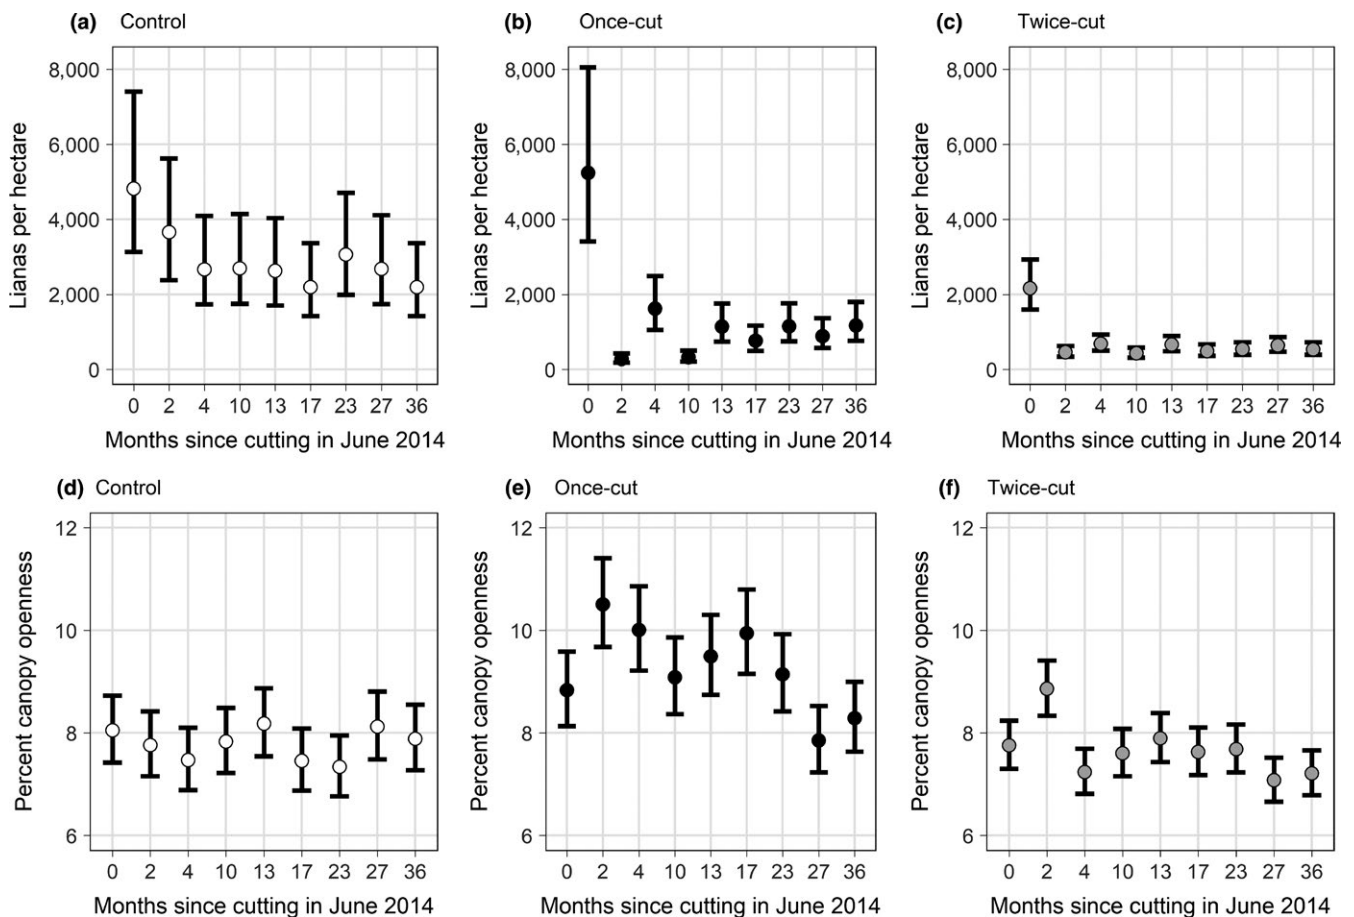 (a) Control
Lianas per hectare
8,000
6,000
4,000
2,000
0
0 2 4 10 13 17 23 27 36
Months since cutting in June 2014
(b) Once-cut
Lianas per hectare
8,000
6,000
4,000
2,000
0
0 2 4 10 13 17 23 27 36
Months since cutting in June 2014
(c) Twice-cut
Lianas per hectare
8,000
6,000
4,000
2,000
0
0 2 4 10 13 17 23 27 36
Months since cutting in June 2014
(d) Control
Percent canopy openness
12
10
8
6
0 2 4 10 13 17 23 27 36
Months since cutting in June 2014
(e) Once-cut
Percent canopy openness
12
10
8
6
0 2 4 10 13 17 23 27 36
Months since cutting in June 2014
(f) Twice-cut
Percent canopy openness
12
10
8
6
0 2 4 10 13 17 23 27 36
Months since cutting in June 2014